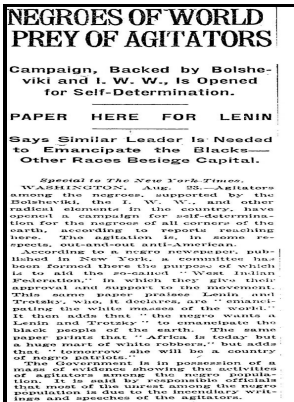 NEGROES OF WORLD
PREY OF AGITATORS
Campaign, Backed by Bolshe-
viki and I. W. W., Is Opened
for Self-Determination.
PAPER HERE FOR LENIN
Says Similar Leader Is Needed
to Emancipate the Blacks—
Other Races Besiege Capital.
Special to The New York Times.
WASHINGTON, Aug. 23.—Agitators
among the negroes, supported by the
Bolsheviki, the I. W. W., and other
radical elements in this country, have
opened a campaign for self-determina-
tion for the negroes of all corners of the
earth, according to reports reaching
here. The agitation is, in some re-
spects, out-and-out anti-American.
According to a negro newspaper, pub-
lished in New York, a committee has
been formed there the purpose of which
is to aid the so-called "West Indian
Federation," in which they give their
approval and support to the movement.
This same paper praises Lenin and
Trotsky, who, it declares, are "emanci-
pating the white masses of the world."
It then adds that "the negro wants a
Lenin and Trotsky" to emancipate the
black people of the earth. The same
paper prints that "Africa is today but
a huge mart of white robbers," but adds
that "tomorrow she will be a country
of negro patriots."
The Government is in possession of a
mass of evidence showing the activities
of agitators among the negro popula-
tion. It is said by responsible officials
that most of the unrest among the negro
population is due to the incendiary writ-
ings and speeches of the agitators.